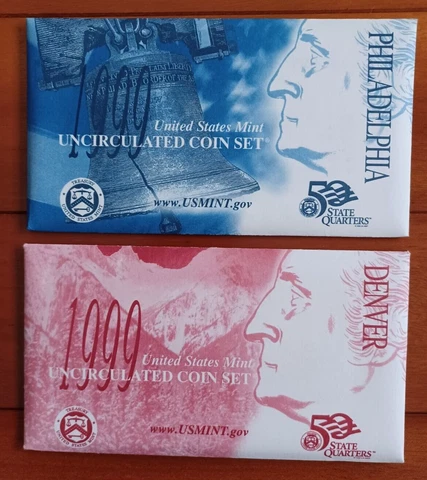 PHILADELPHIA
1999
United States Mint
UNCIRCULATED COIN SET
www.USMINT.gov
50
STATE
QUARTERS
DENVER
1999
United States Mint
UNCIRCULATED COIN SET
www.USMINT.gov
50
STATE
QUARTERS